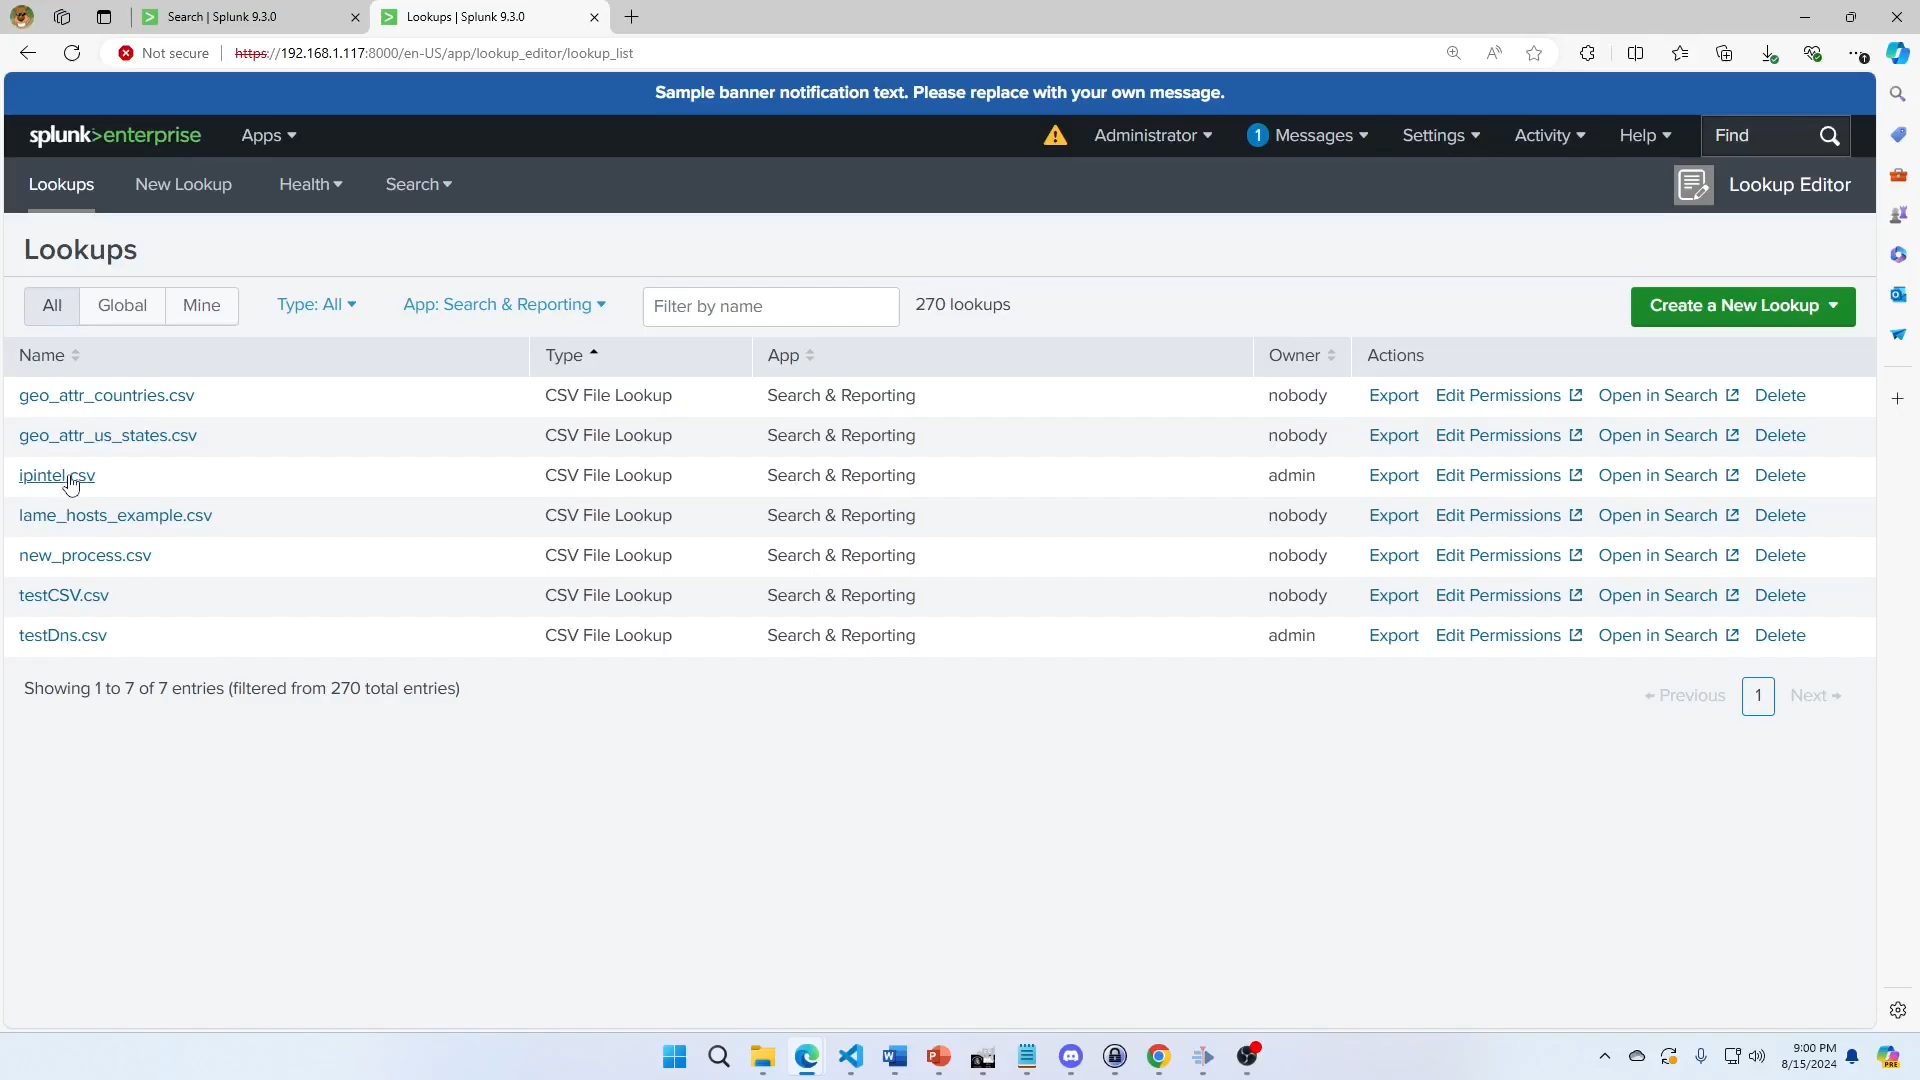 Search | Splunk 9.3.0
Lookups | Splunk 9.3.0
Not secure https://192.168.1.117:8000/en-US/app/lookup_editor/lookup_list
Sample banner notification text. Please replace with your own message.
splunk>enterprise Apps Administrator 1 Messages Settings Activity Help Find
Lookups New Lookup Health Search Lookup Editor
Lookups
All Global Mine Type: All App: Search & Reporting Filter by name 270 lookups Create a New Lookup
Name Type App Owner Actions
geo_attr_countries.csv CSV File Lookup Search & Reporting nobody Export Edit Permissions Open in Search Delete
geo_attr_us_states.csv CSV File Lookup Search & Reporting nobody Export Edit Permissions Open in Search Delete
ipintel.csv CSV File Lookup Search & Reporting admin Export Edit Permissions Open in Search Delete
lame_hosts_example.csv CSV File Lookup Search & Reporting nobody Export Edit Permissions Open in Search Delete
new_process.csv CSV File Lookup Search & Reporting nobody Export Edit Permissions Open in Search Delete
testCSV.csv CSV File Lookup Search & Reporting nobody Export Edit Permissions Open in Search Delete
testDns.csv CSV File Lookup Search & Reporting admin Export Edit Permissions Open in Search Delete
Showing 1 to 7 of 7 entries (filtered from 270 total entries)
Previous 1 Next
9:00 PM
8/15/2024
PRE